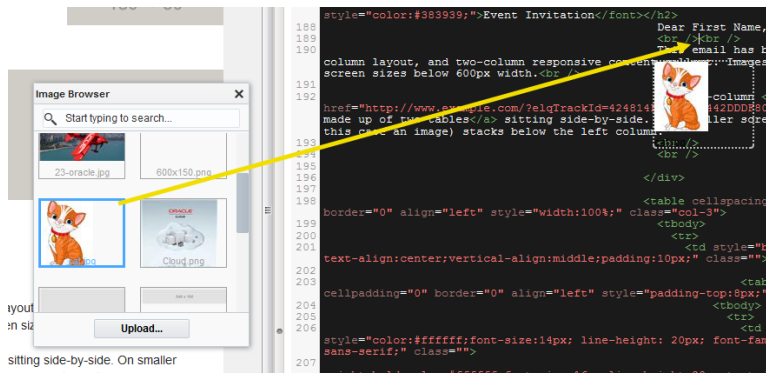 Image Browser
Start typing to search...
23-oracle.jpg
600x150.png
ORACLE
Cloud.png
Upload...
en siz
sitting side-by-side. On smaller
style="color:#383939;">Event Invitation</font></h2>
188 Dear First Name,
189 <br /><br />
190 This email has b
column layout, and two-column responsive content
Images
screen sizes below 600px width.<br />
191
192 -column <
href="http://www.example.com/?elqTrackId=424814
442DDDE80
made up of two tables</a> sitting side-by-side.
ller scre
this case an image) stacks below the left column.
193 <br />
194 <br />
195
196 </div>
197
198 <table cellspacing
border="0" align="left" style="width:100%;" class="col-3">
199 <tbody>
200 <tr>
201 <td style="b
text-align:center;vertical-align:middle;padding:10px;" class="">
202
203 <tab
cellpadding="0" border="0" align="left" style="padding-top:8px;"
204 <tbody>
205 <tr>
206 <td
style="color:#ffffff;font-size:14px; line-height: 20px; font-fam
sans-serif;" class="">
207